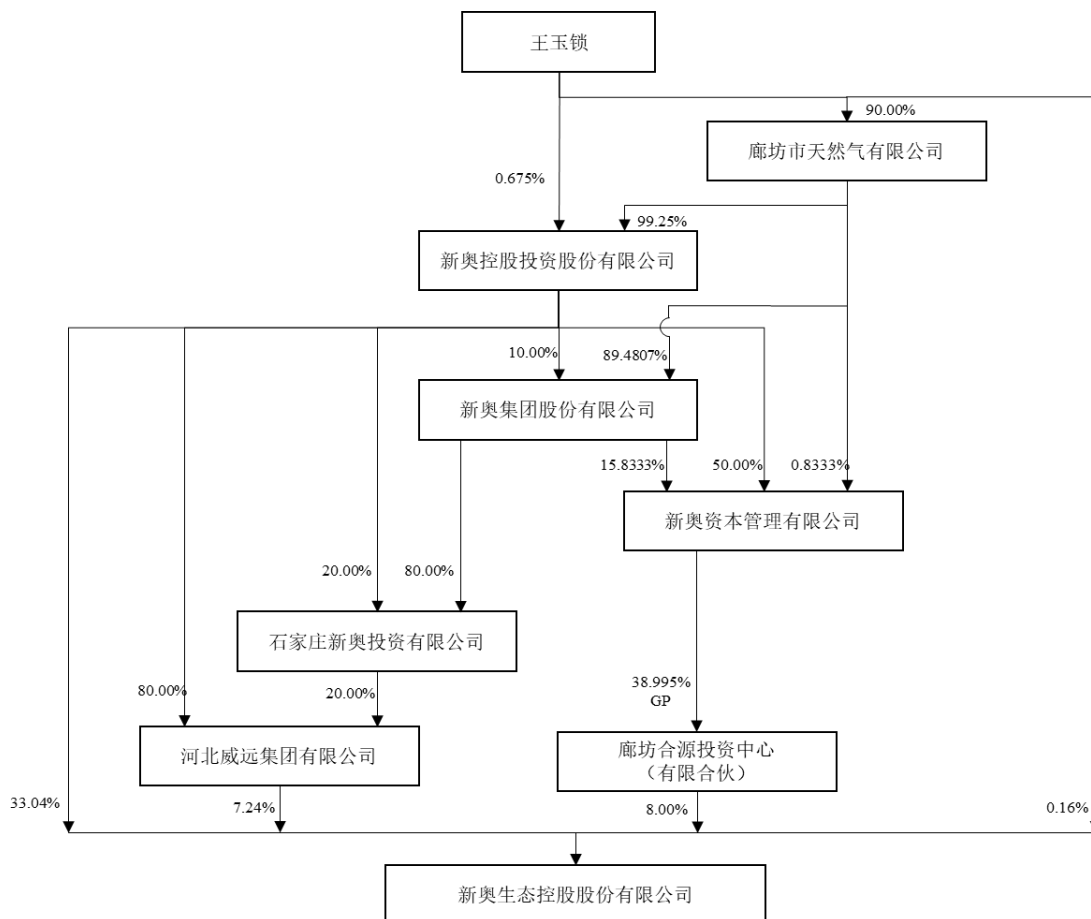 王玉锁
90.00%
廊坊市天然气有限公司
0.675%
99.25%
新奥控股投资股份有限公司
10.00%
89.4807%
新奥集团股份有限公司
15.8333%
50.00%
0.8333%
新奥资本管理有限公司
20.00%
80.00%
石家庄新奥投资有限公司
38.995%
GP
80.00%
20.00%
河北威远集团有限公司
廊坊合源投资中心
（有限合伙）
33.04%
7.24%
8.00%
0.16%
新奥生态控股股份有限公司